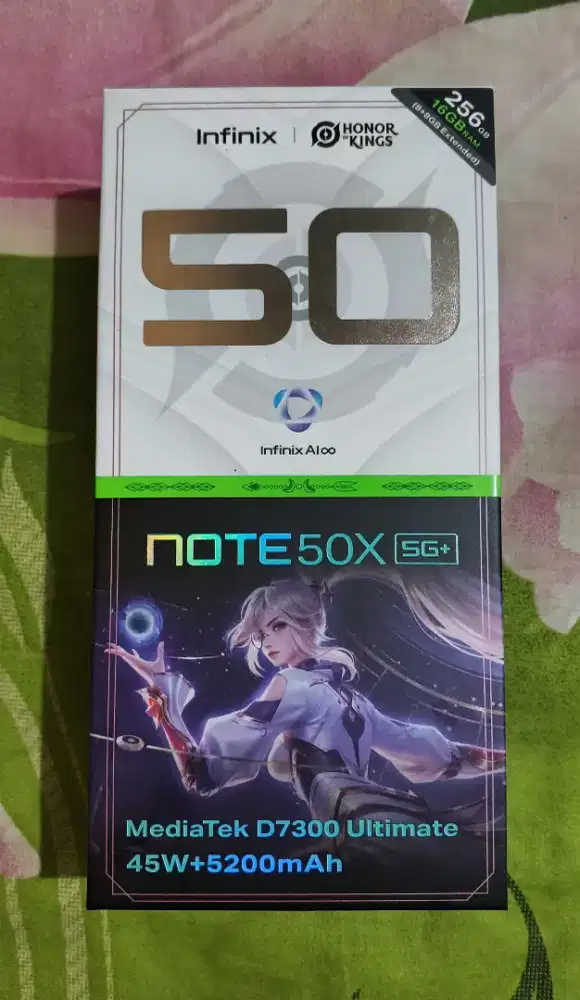 Infinix | HONOR OF KINGS
256GB
16GB RAM
(8+8GB Extended)
50
Infinix AI∞
NOTE 50X 5G+
MediaTek D7300 Ultimate
45W+5200mAh